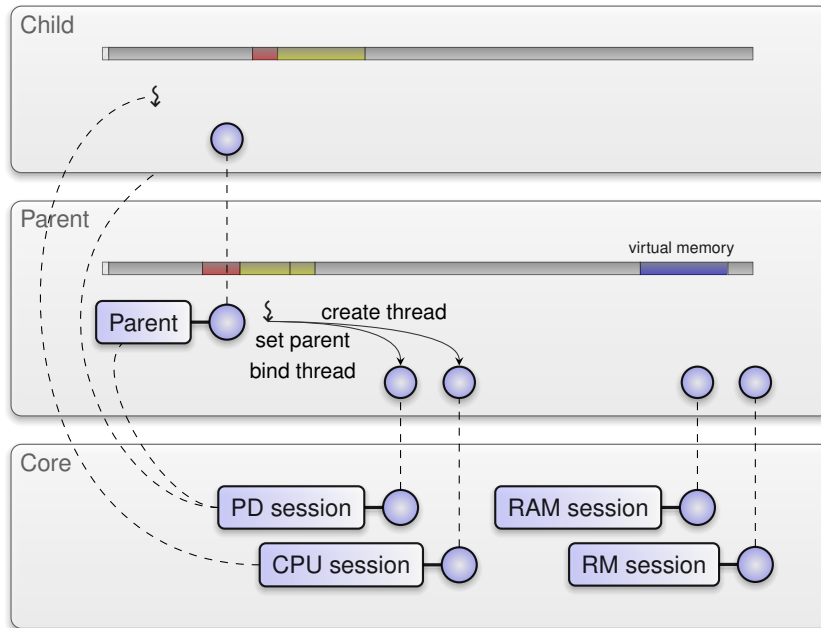 Child
Parent
virtual memory
Parent
create thread
set parent
bind thread
Core
PD session
RAM session
CPU session
RM session